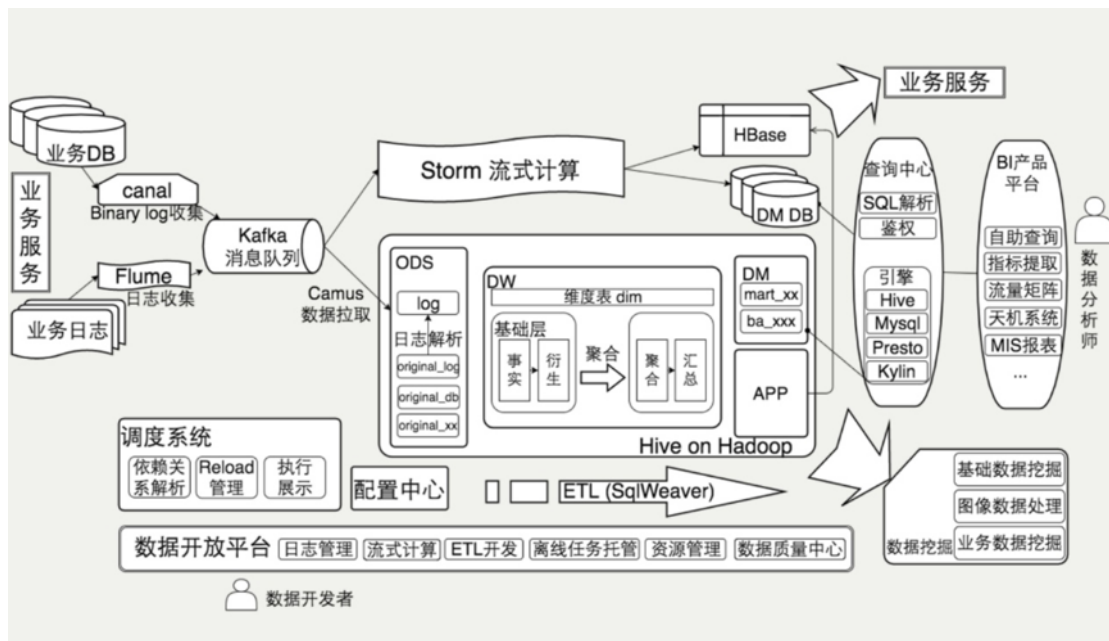 业务服务
业务DB
业务服务
canal
Binary log收集
Flume
日志收集
业务日志
Kafka
消息队列
Camus
数据拉取
Storm 流式计算
HBase
DM DB
ODS
log
日志解析
original_log
original_db
original_xx
DW
维度表 dim
基础层
事实
衍生
聚合
聚合
汇总
DM
mart_xx
ba_xxx
APP
Hive on Hadoop
查询中心
SQL解析
鉴权
引擎
Hive
Mysql
Presto
Kylin
BI产品
平台
自助查询
指标提取
流量矩阵
天机系统
MIS报表
...
数据分析师
调度系统
依赖关
系解析
Reload
管理
执行
展示
配置中心
ETL (SqlWeaver)
数据挖掘
基础数据挖掘
图像数据处理
业务数据挖掘
数据开放平台
日志管理
流式计算
ETL开发
离线任务托管
资源管理
数据质量中心
数据开发者